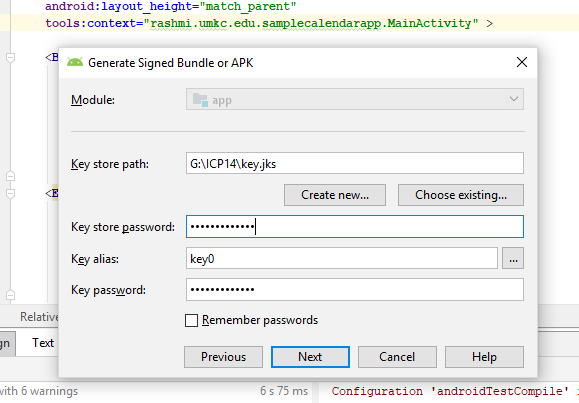 android:layout_height="match_parent"
tools:context="rashmi.umkc.edu.samplecalendarapp.MainActivity" >
<B
Generate Signed Bundle or APK
Module:
app
Key store path:
G:\ICP14\key.jks
Create new...
Choose existing...
<E
Key store password:
•••••••••••••
Key alias:
key0
...
Key password:
•••••••••••••
Remember passwords
Relative
Previous
Next
Cancel
Help
gn
Text
with 6 warnings
6 s 75 ms
Configuration 'androidTestCompile'